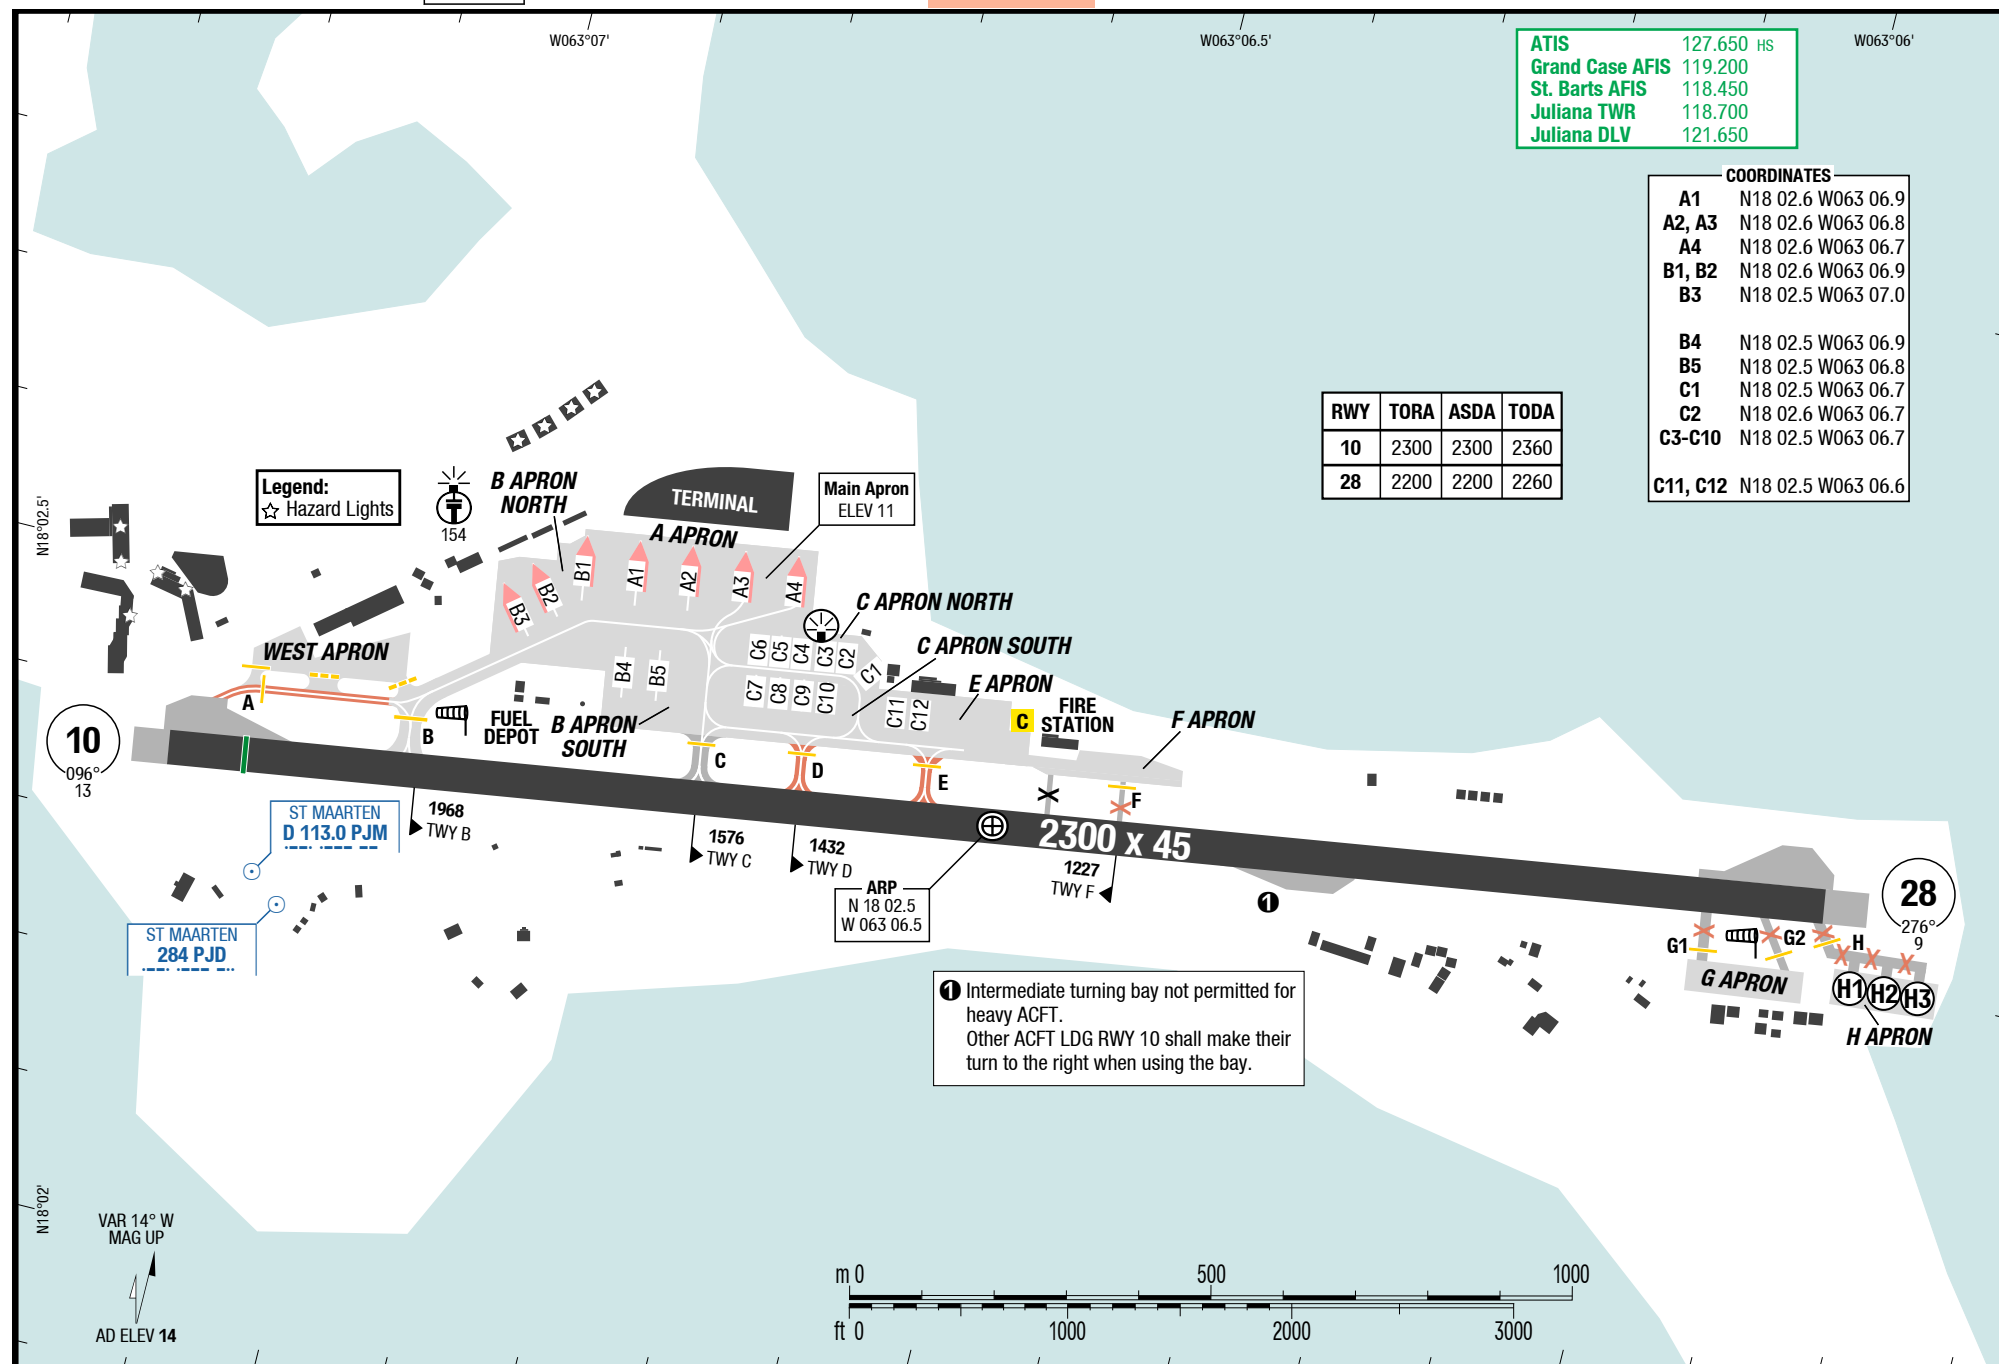 W063°07'
W063°06.5'
W063°06'
ATIS 127.650 HS
Grand Case AFIS 119.200
St. Barts AFIS 118.450
Juliana TWR 118.700
Juliana DLV 121.650
COORDINATES
A1 N18 02.6 W063 06.9
A2, A3 N18 02.6 W063 06.8
A4 N18 02.6 W063 06.7
B1, B2 N18 02.6 W063 06.9
B3 N18 02.5 W063 07.0
B4 N18 02.5 W063 06.9
B5 N18 02.5 W063 06.8
C1 N18 02.5 W063 06.7
C2 N18 02.6 W063 06.7
C3-C10 N18 02.5 W063 06.7
C11, C12 N18 02.5 W063 06.6
RWY TORA ASDA TODA
10 2300 2300 2360
28 2200 2200 2260
N18°02.5'
Legend:
Hazard Lights
154
B APRON
NORTH
TERMINAL
A APRON
Main Apron
ELEV 11
B3
B2
B1
A1
A2
A3
A4
C APRON NORTH
C APRON SOUTH
E APRON
F APRON
WEST APRON
B4
B5
C6
C5
C4
C3
C2
C1
C7
C8
C9
C10
C11
C12
C
FIRE
STATION
FUEL
DEPOT
B APRON
SOUTH
A
B
C
D
E
F
10
096°
13
2300 x 45
28
276°
9
1968
TWY B
1576
TWY C
1432
TWY D
1227
TWY F
ST MAARTEN
D 113.0 PJM
ST MAARTEN
284 PJD
ARP
N 18 02.5
W 063 06.5
1
G1
G2
H
G APRON
H1
H2
H3
H APRON
1 Intermediate turning bay not permitted for
heavy ACFT.
Other ACFT LDG RWY 10 shall make their
turn to the right when using the bay.
N18°02'
VAR 14° W
MAG UP
AD ELEV 14
m 0 500 1000
ft 0 1000 2000 3000